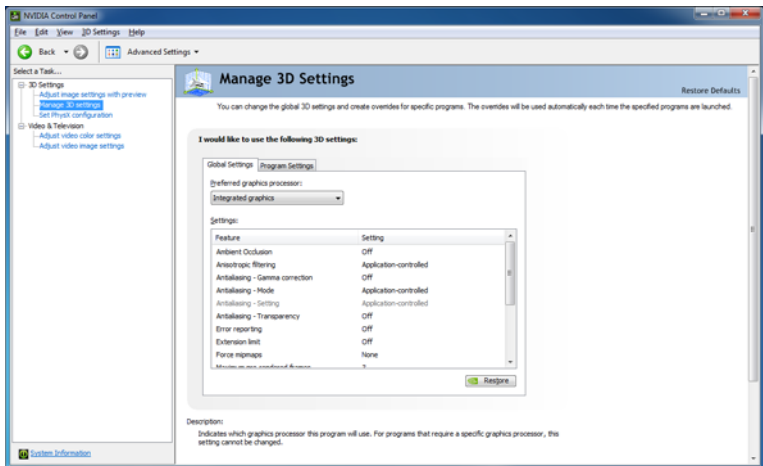 NVIDIA Control Panel
File Edit View 3D Settings Help
Back Advanced Settings
Select a Task...
3D Settings
Adjust image settings with preview
Manage 3D settings
Set PhysX configuration
Video & Television
Adjust video color settings
Adjust video image settings
System Information
Manage 3D Settings
Restore Defaults
You can change the global 3D settings and create overrides for specific programs. The overrides will be used automatically each time the specified programs are launched.
I would like to use the following 3D settings:
Global Settings Program Settings
Preferred graphics processor:
Integrated graphics
Settings:
Feature Setting
Ambient Occlusion Off
Anisotropic filtering Application-controlled
Antialiasing - Gamma correction Off
Antialiasing - Mode Application-controlled
Antialiasing - Setting Application-controlled
Antialiasing - Transparency Off
Error reporting Off
Extension limit Off
Force mipmaps None
Maximum pre-rendered frames 3
Restore
Description:
Indicates which graphics processor this program will use. For programs that require a specific graphics processor, this
setting cannot be changed.